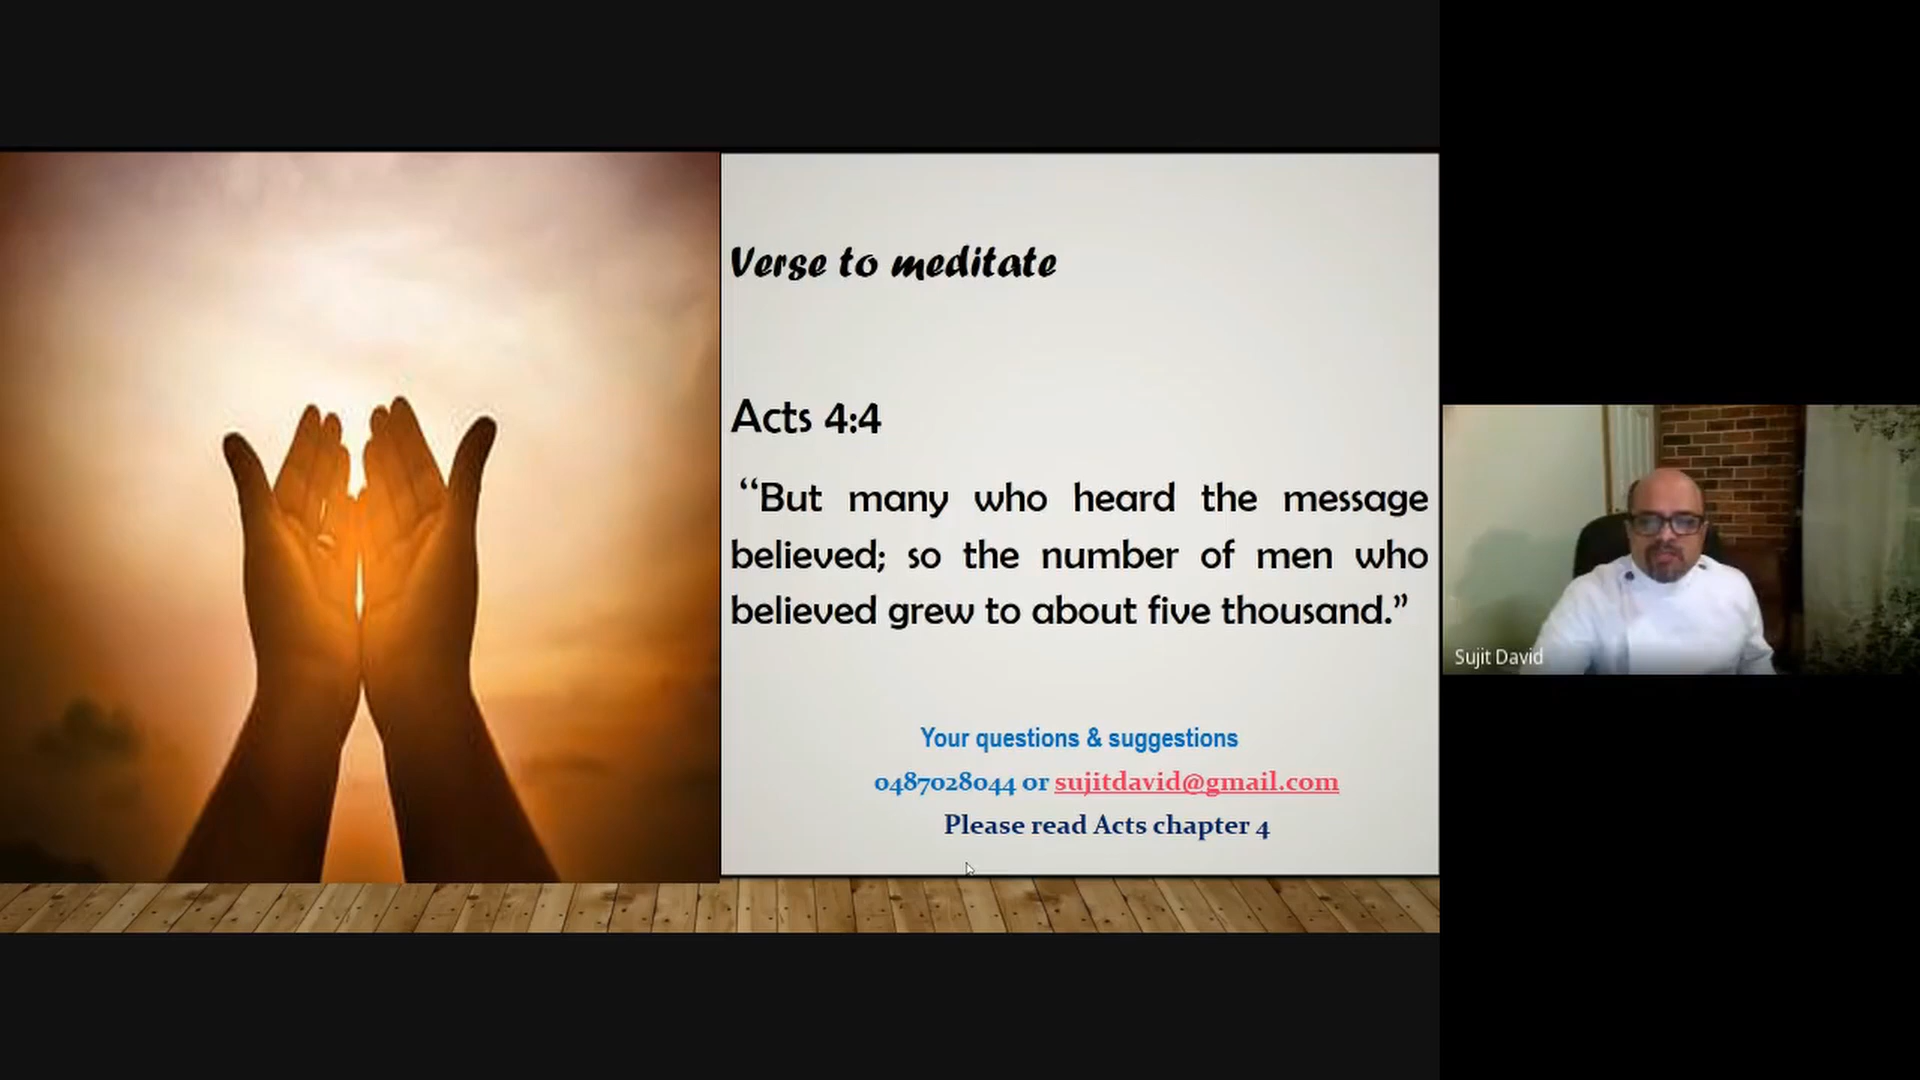 Verse to meditate
Acts 4:4
“But many who heard the message
believed; so the number of men who
believed grew to about five thousand.”
Your questions & suggestions
0487028044 or sujitdavid@gmail.com
Please read Acts chapter 4
Sujit David